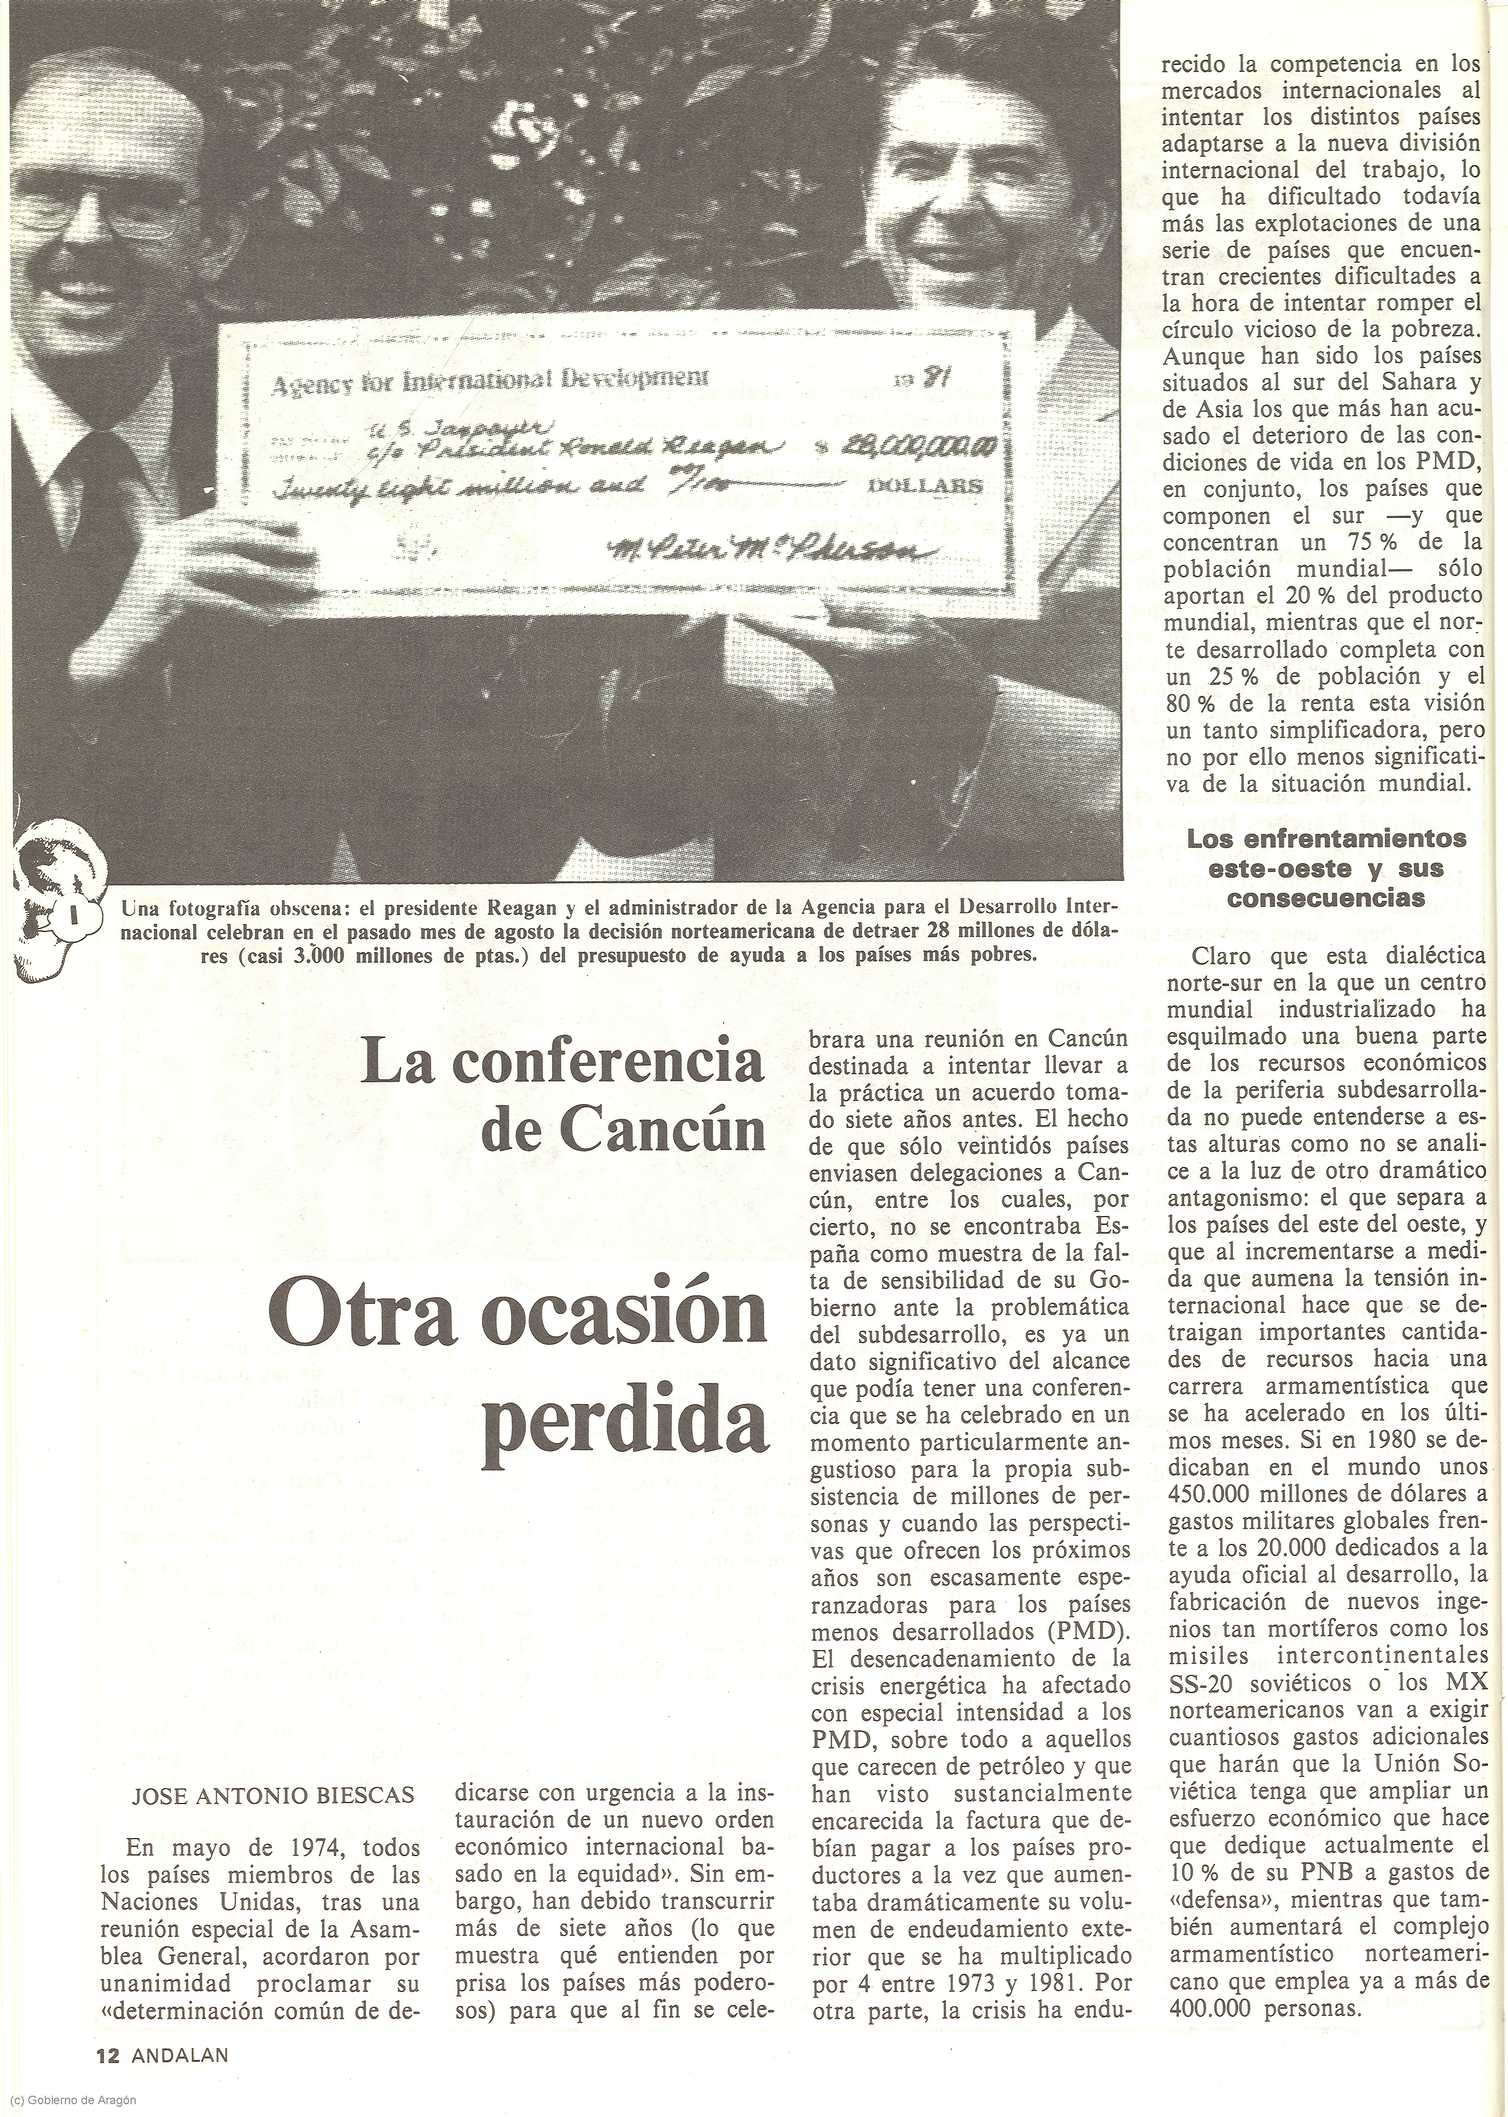 Agency for International Development
19 81
U.S. Taxpayer
c/o President Ronald Reagan $ 28,000,000.00
Twenty eight million and 00/100 DOLLARS
M. Peter McPherson
I
Una fotografía obscena: el presidente Reagan y el administrador de la Agencia para el Desarrollo Inter-
nacional celebran en el pasado mes de agosto la decisión norteamericana de detraer 28 millones de dóla-
res (casi 3.000 millones de ptas.) del presupuesto de ayuda a los países más pobres.
La conferencia
de Cancún
Otra ocasión
perdida
JOSE ANTONIO BIESCAS
En mayo de 1974, todos
los países miembros de las
Naciones Unidas, tras una
reunión especial de la Asam-
blea General, acordaron por
unanimidad proclamar su
«determinación común de de-
dicarse con urgencia a la ins-
tauración de un nuevo orden
económico internacional ba-
sado en la equidad». Sin em-
bargo, han debido transcurrir
más de siete años (lo que
muestra qué entienden por
prisa los países más podero-
sos) para que al fin se cele-
brara una reunión en Cancún
destinada a intentar llevar a
la práctica un acuerdo toma-
do siete años antes. El hecho
de que sólo veintidós países
enviasen delegaciones a Can-
cún, entre los cuales, por
cierto, no se encontraba Es-
paña como muestra de la fal-
ta de sensibilidad de su Go-
bierno ante la problemática
del subdesarrollo, es ya un
dato significativo del alcance
que podía tener una conferen-
cia que se ha celebrado en un
momento particularmente an-
gustioso para la propia sub-
sistencia de millones de per-
sonas y cuando las perspecti-
vas que ofrecen los próximos
años son escasamente espe-
ranzadoras para los países
menos desarrollados (PMD).
El desencadenamiento de la
crisis energética ha afectado
con especial intensidad a los
PMD, sobre todo a aquellos
que carecen de petróleo y que
han visto sustancialmente
encarecida la factura que de-
bían pagar a los países pro-
ductores a la vez que aumen-
taba dramáticamente su volu-
men de endeudamiento exte-
rior que se ha multiplicado
por 4 entre 1973 y 1981. Por
otra parte, la crisis ha endu-
recido la competencia en los
mercados internacionales al
intentar los distintos países
adaptarse a la nueva división
internacional del trabajo, lo
que ha dificultado todavía
más las explotaciones de una
serie de países que encuen-
tran crecientes dificultades a
la hora de intentar romper el
círculo vicioso de la pobreza.
Aunque han sido los países
situados al sur del Sahara y
de Asia los que más han acu-
sado el deterioro de las con-
diciones de vida en los PMD,
en conjunto, los países que
componen el sur —y que
concentran un 75 % de la
población mundial— sólo
aportan el 20 % del producto
mundial, mientras que el nor-
te desarrollado completa con
un 25 % de población y el
80 % de la renta esta visión
un tanto simplificadora, pero
no por ello menos significati-
va de la situación mundial.
Los enfrentamientos
este-oeste y sus
consecuencias
Claro que esta dialéctica
norte-sur en la que un centro
mundial industrializado ha
esquilmado una buena parte
de los recursos económicos
de la periferia subdesarrolla-
da no puede entenderse a es-
tas alturas como no se anali-
ce a la luz de otro dramático
antagonismo: el que separa a
los países del este del oeste, y
que al incrementarse a medi-
da que aumena la tensión in-
ternacional hace que se de-
traigan importantes cantida-
des de recursos hacia una
carrera armamentística que
se ha acelerado en los últi-
mos meses. Si en 1980 se de-
dicaban en el mundo unos
450.000 millones de dólares a
gastos militares globales fren-
te a los 20.000 dedicados a la
ayuda oficial al desarrollo, la
fabricación de nuevos inge-
nios tan mortíferos como los
misiles intercontinentales
SS-20 soviéticos o los MX
norteamericanos van a exigir
cuantiosos gastos adicionales
que harán que la Unión So-
viética tenga que ampliar un
esfuerzo económico que hace
que dedique actualmente el
10 % de su PNB a gastos de
«defensa», mientras que tam-
bién aumentará el complejo
armamentístico norteameri-
cano que emplea ya a más de
400.000 personas.
12 ANDALAN
(c) Gobierno de Aragón